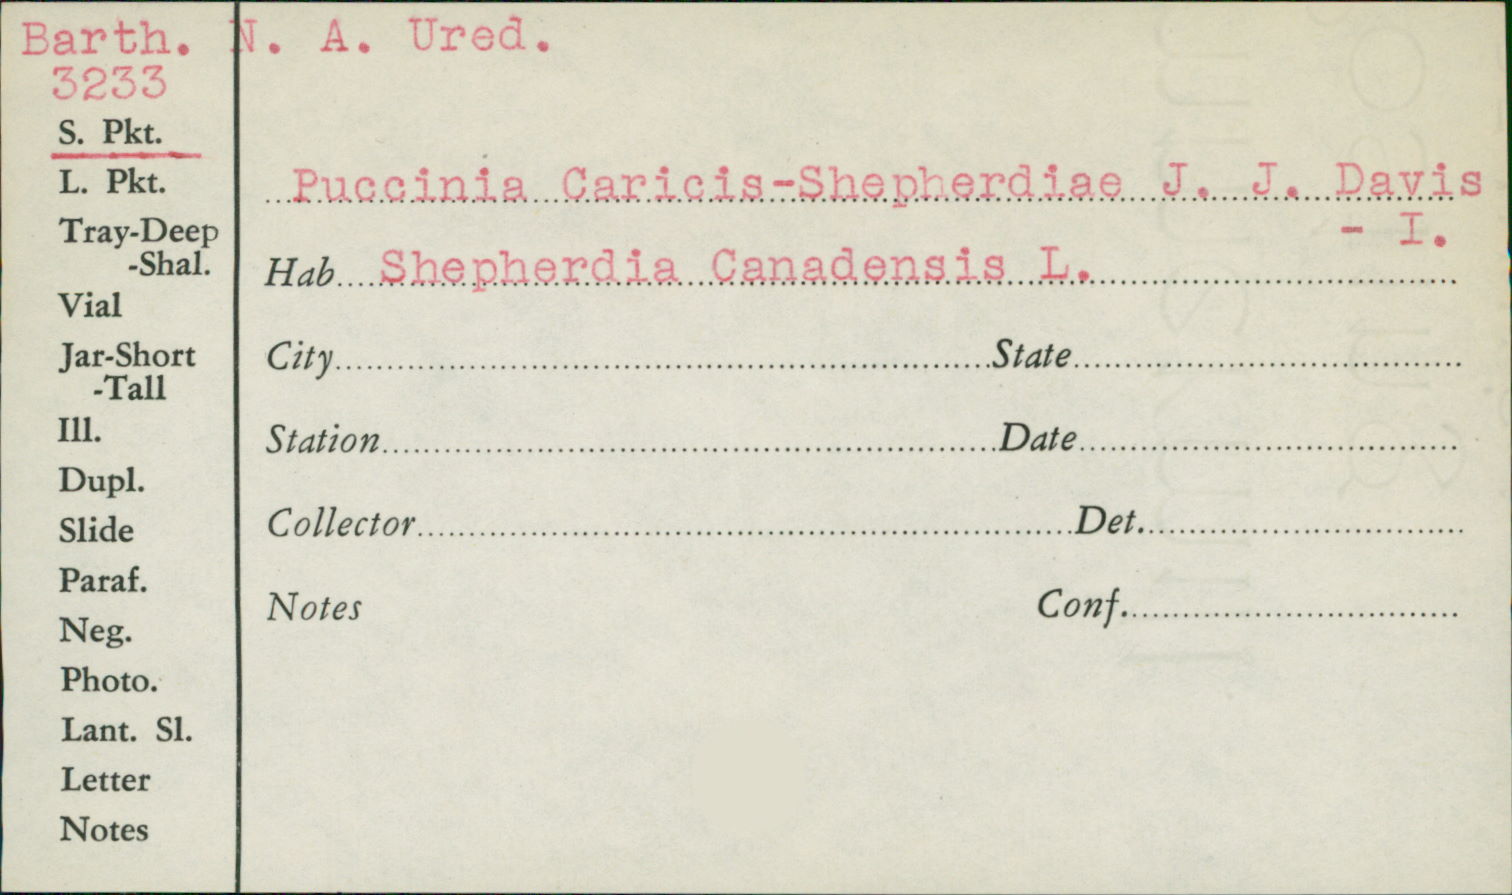 Barth. N. A. Ured.
3233
S. Pkt.
L. Pkt.
Tray-Deep
-Shal.
Vial
Jar-Short
-Tall
Ill.
Dupl.
Slide
Paraf.
Neg.
Photo.
Lant. Sl.
Letter
Notes
Puccinia Caricis-Shepherdiae J. J. Davis
- I.
Hab. Shepherdia Canadensis L.
City State
Station Date
Collector Det.
Notes Conf.